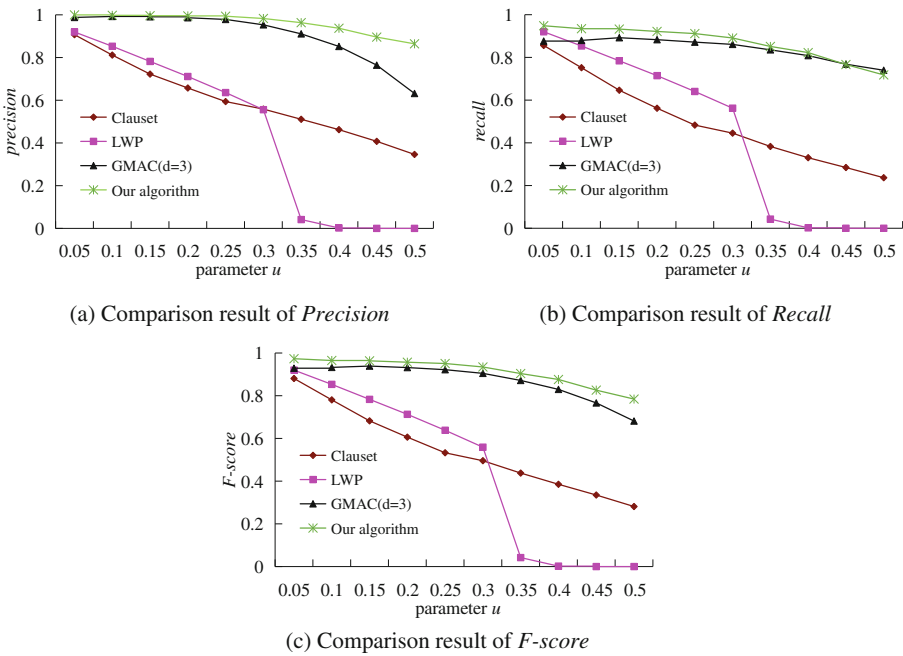 1
0.8
0.6
0.4
0.2
0
precision
Clauset
LWP
GMAC(d=3)
Our algorithm
0.05 0.1 0.15 0.2 0.25 0.3 0.35 0.4 0.45 0.5
parameter u
(a) Comparison result of Precision
1
0.8
0.6
0.4
0.2
0
recall
Clauset
LWP
GMAC(d=3)
Our algorithm
0.05 0.1 0.15 0.2 0.25 0.3 0.35 0.4 0.45 0.5
parameter u
(b) Comparison result of Recall
1
0.8
0.6
0.4
0.2
0
F-score
Clauset
LWP
GMAC(d=3)
Our algorithm
0.05 0.1 0.15 0.2 0.25 0.3 0.35 0.4 0.45 0.5
parameter u
(c) Comparison result of F-score